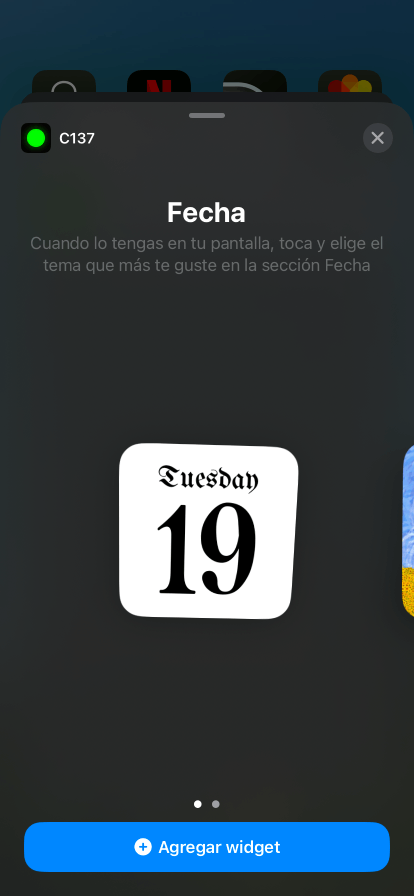 C137
Fecha
Cuando lo tengas en tu pantalla, toca y elige el
tema que más te guste en la sección Fecha
Tuesday
19
Agregar widget